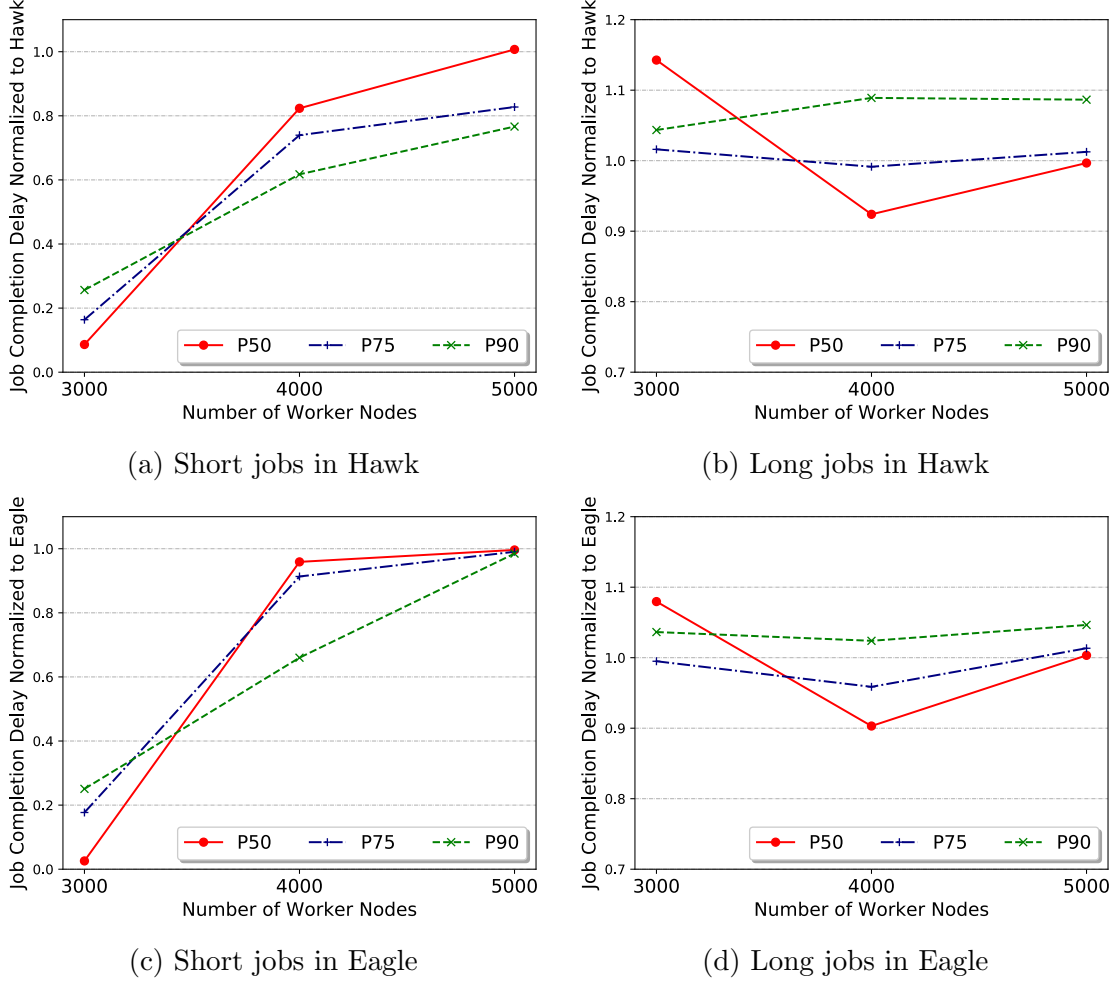 Job Completion Delay Normalized to Hawk
1.0
0.8
0.6
0.4
0.2
0.0
P50 P75 P90
3000 4000 5000
Number of Worker Nodes
(a) Short jobs in Hawk
Job Completion Delay Normalized to Hawk
1.2
1.1
1.0
0.9
0.8
0.7
P50 P75 P90
3000 4000 5000
Number of Worker Nodes
(b) Long jobs in Hawk
Job Completion Delay Normalized to Eagle
1.0
0.8
0.6
0.4
0.2
0.0
P50 P75 P90
3000 4000 5000
Number of Worker Nodes
(c) Short jobs in Eagle
Job Completion Delay Normalized to Eagle
1.2
1.1
1.0
0.9
0.8
0.7
P50 P75 P90
3000 4000 5000
Number of Worker Nodes
(d) Long jobs in Eagle